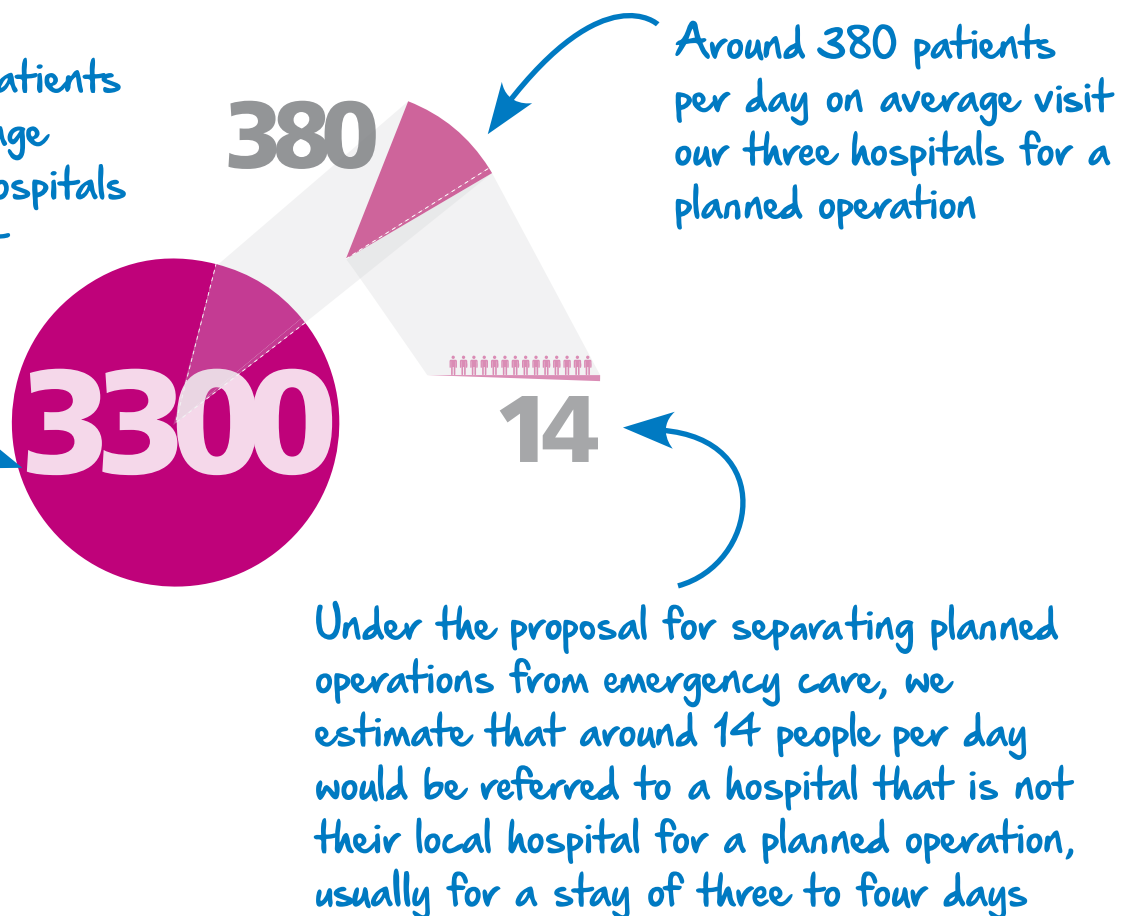 atients
ospitals
3300
380
Around 380 patients
per day on average visit
our three hospitals for a
planned operation
14
Under the proposal for separating planned
operations from emergency care, we
estimate that around 14 people per day
would be referred to a hospital that is not
their local hospital for a planned operation,
usually for a stay of three to four days